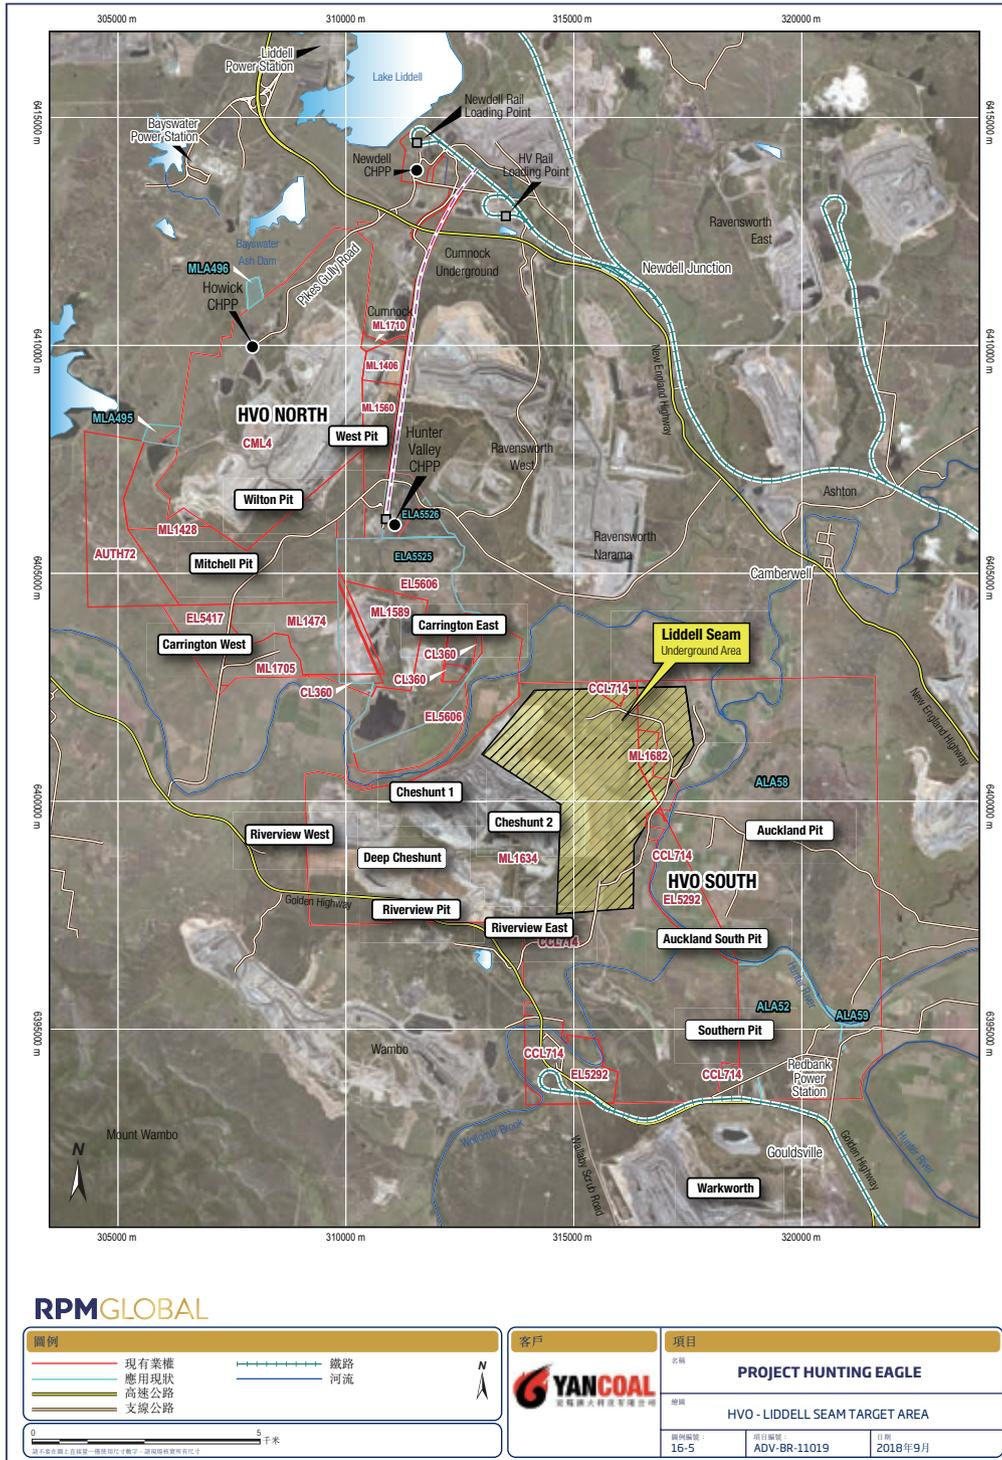 305000 m
310000 m
315000 m
320000 m
6415000 m
6410000 m
6405000 m
6400000 m
6395000 m
6415000 m
6410000 m
6405000 m
6400000 m
6395000 m
Liddell
Power Station
Lake Liddell
Newdell Rail
Loading Point
Bayswater
Power Station
Newdell
CHPP
HV Rail
Loading Point
Ravensworth
East
Bayswater
Ash Dam
Cumnock
Underground
MLA496
Newdell Junction
Howick
CHPP
Pikes Gully Road
Cumnock
ML1710
ML1406
New England Highway
ML1560
HVO NORTH
MLA495
CML4
West Pit
Hunter
Valley
CHPP
Ravensworth
West
Wilton Pit
Ashton
ELA5526
ML1428
Ravensworth
Narama
AUTH72
ELA5525
Mitchell Pit
Camberwell
EL5606
EL5417
ML1474
ML1589
Carrington East
Liddell Seam
Underground Area
Carrington West
CL360
ML1705
CL360
CL360
CCL714
EL5606
New England Highway
ML1682
ALA58
Cheshunt 1
Riverview West
Cheshunt 2
Auckland Pit
Deep Cheshunt
ML1634
CCL714
HVO SOUTH
EL5292
Golden Highway
Riverview Pit
Riverview East
CCL714
Auckland South Pit
Hunter River
ALA52
ALA59
Southern Pit
Wambo
CCL714
EL5292
CCL714
Redbank
Power
Station
Mount Wambo
N
Wollombi Brook
Wallaby Scrub Road
Gouldsville
Golden Highway
Hunter River
Warkworth
305000 m
310000 m
315000 m
320000 m
RPMGLOBAL
圖例
現有業權
應用現狀
高速公路
支線公路
鐵路
河流
N
0
5
千米
客戶
YANCOAL
項目
名稱
PROJECT HUNTING EAGLE
繪圖
HVO - LIDDELL SEAM TARGET AREA
圖例編號：
16-5
項目編號：
ADV-BR-11019
日期
2018年9月